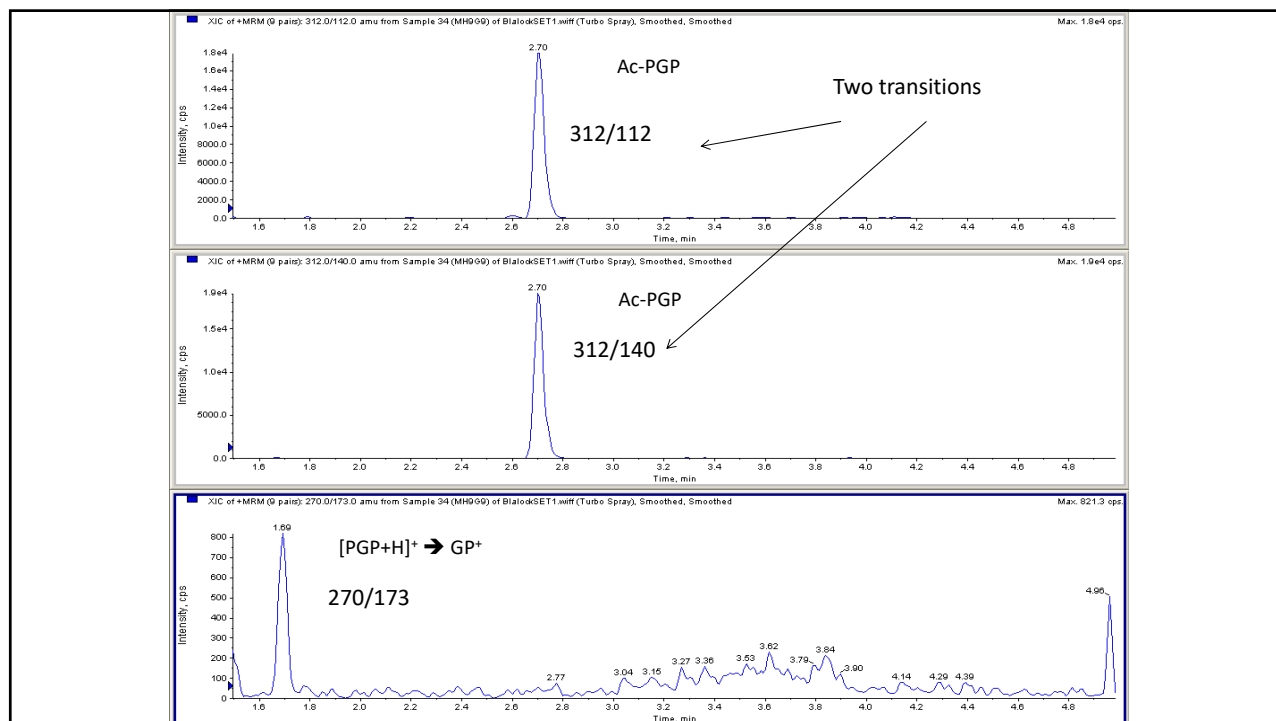 XIC of +MRM (9 pairs): 312.0/112.0 amu from Sample 34 (MH9G9) of BlalockSET1.wiff (Turbo Spray), Smoothed, Smoothed
Max. 1.8e4 cps.
2.70
Ac-PGP
Two transitions
312/112
Intensity, cps
1.8e4
1.6e4
1.4e4
1.2e4
1.0e4
8000.0
6000.0
4000.0
2000.0
0.0
1.6 1.8 2.0 2.2 2.4 2.6 2.8 3.0 3.2 3.4 3.6 3.8 4.0 4.2 4.4 4.6 4.8
Time, min
XIC of +MRM (9 pairs): 312.0/140.0 amu from Sample 34 (MH9G9) of BlalockSET1.wiff (Turbo Spray), Smoothed, Smoothed
Max. 1.9e4 cps.
2.70
Ac-PGP
312/140
Intensity, cps
1.9e4
1.5e4
1.0e4
5000.0
0.0
1.6 1.8 2.0 2.2 2.4 2.6 2.8 3.0 3.2 3.4 3.6 3.8 4.0 4.2 4.4 4.6 4.8
Time, min
XIC of +MRM (9 pairs): 270.0/173.0 amu from Sample 34 (MH9G9) of BlalockSET1.wiff (Turbo Spray), Smoothed, Smoothed
Max. 821.3 cps.
1.69
[PGP+H]⁺ 🡺 GP⁺
270/173
4.96
Intensity, cps
800
700
600
500
400
300
200
100
0
2.77 3.04 3.15 3.27 3.36 3.53 3.62 3.79 3.84 3.90 4.14 4.29 4.39
1.6 1.8 2.0 2.2 2.4 2.6 2.8 3.0 3.2 3.4 3.6 3.8 4.0 4.2 4.4 4.6 4.8
Time, min